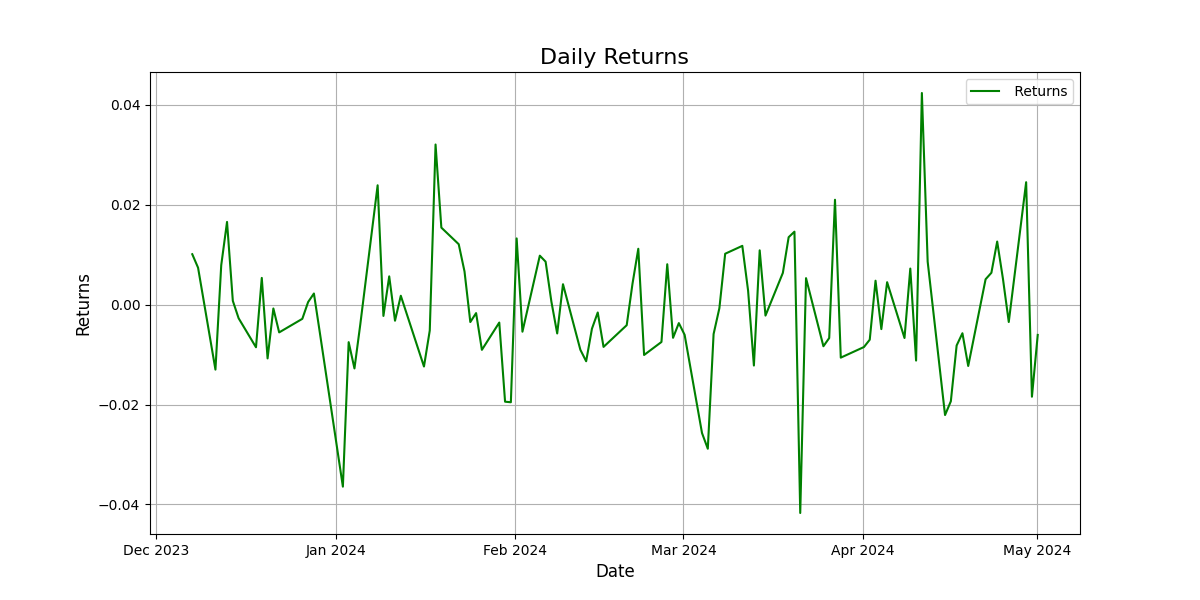 Daily Returns
Returns
0.04
0.02
0.00
−0.02
−0.04
Returns
Dec 2023
Jan 2024
Feb 2024
Mar 2024
Apr 2024
May 2024
Date